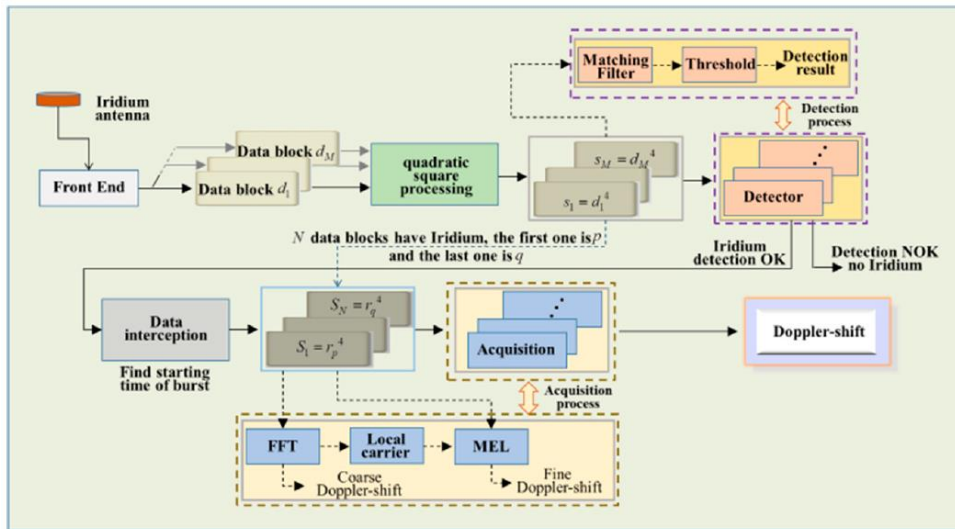 Matching
Filter
Threshold
Detection
result
Iridium
antenna
Detection
process
Front End
Data block d_M
Data block d_1
quadratic
square
processing
s_M = d_M^4
s_1 = d_1^4
Detector
N data blocks have Iridium, the first one is p
and the last one is q
Iridium
detection OK
Detection NOK
no Iridium
Data
interception
Find starting
time of burst
S_N = r_q^4
S_1 = r_p^4
Acquisition
Doppler-shift
Acquisition
process
FFT
Local
carrier
MEL
Coarse
Doppler-shift
Fine
Doppler-shift